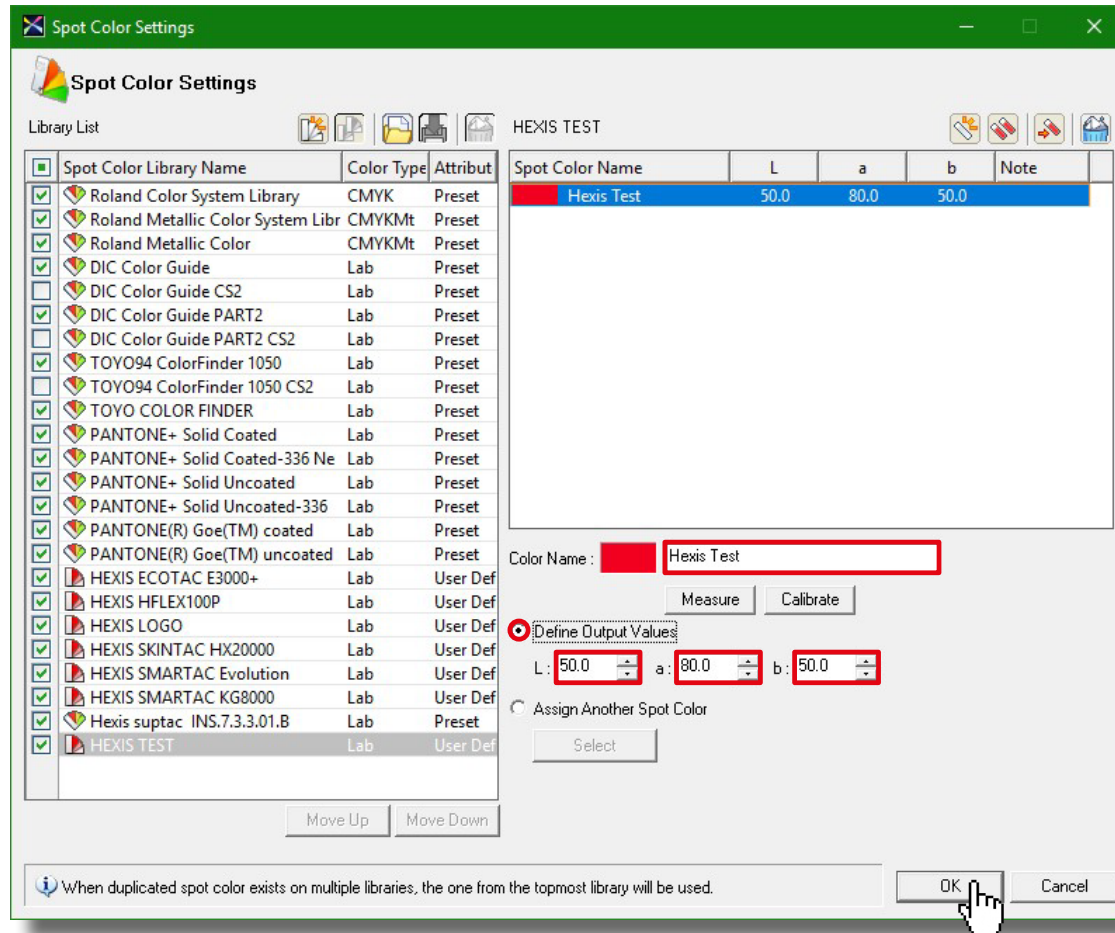 Spot Color Settings
Spot Color Settings
Library List
HEXIS TEST
Spot Color Library Name Color Type Attribut
Roland Color System Library CMYK Preset
Roland Metallic Color System Libr CMYKMt Preset
Roland Metallic Color CMYKMt Preset
DIC Color Guide Lab Preset
DIC Color Guide CS2 Lab Preset
DIC Color Guide PART2 Lab Preset
DIC Color Guide PART2 CS2 Lab Preset
TOYO94 ColorFinder 1050 Lab Preset
TOYO94 ColorFinder 1050 CS2 Lab Preset
TOYO COLOR FINDER Lab Preset
PANTONE+ Solid Coated Lab Preset
PANTONE+ Solid Coated-336 Ne Lab Preset
PANTONE+ Solid Uncoated Lab Preset
PANTONE+ Solid Uncoated-336 Lab Preset
PANTONE(R) Goe(TM) coated Lab Preset
PANTONE(R) Goe(TM) uncoated Lab Preset
HEXIS ECOTAC E3000+ Lab User Def
HEXIS HFLEX100P Lab User Def
HEXIS LOGO Lab User Def
HEXIS SKINTAC HX20000 Lab User Def
HEXIS SMARTAC Evolution Lab User Def
HEXIS SMARTAC KG8000 Lab User Def
Hexis suptac INS.7.3.3.01.B Lab Preset
HEXIS TEST Lab User Def
Move Up Move Down
Spot Color Name L a b Note
Hexis Test 50.0 80.0 50.0
Color Name : Hexis Test
Measure Calibrate
Define Output Values
L : 50.0 a : 80.0 b : 50.0
Assign Another Spot Color
Select
When duplicated spot color exists on multiple libraries, the one from the topmost library will be used.
OK Cancel